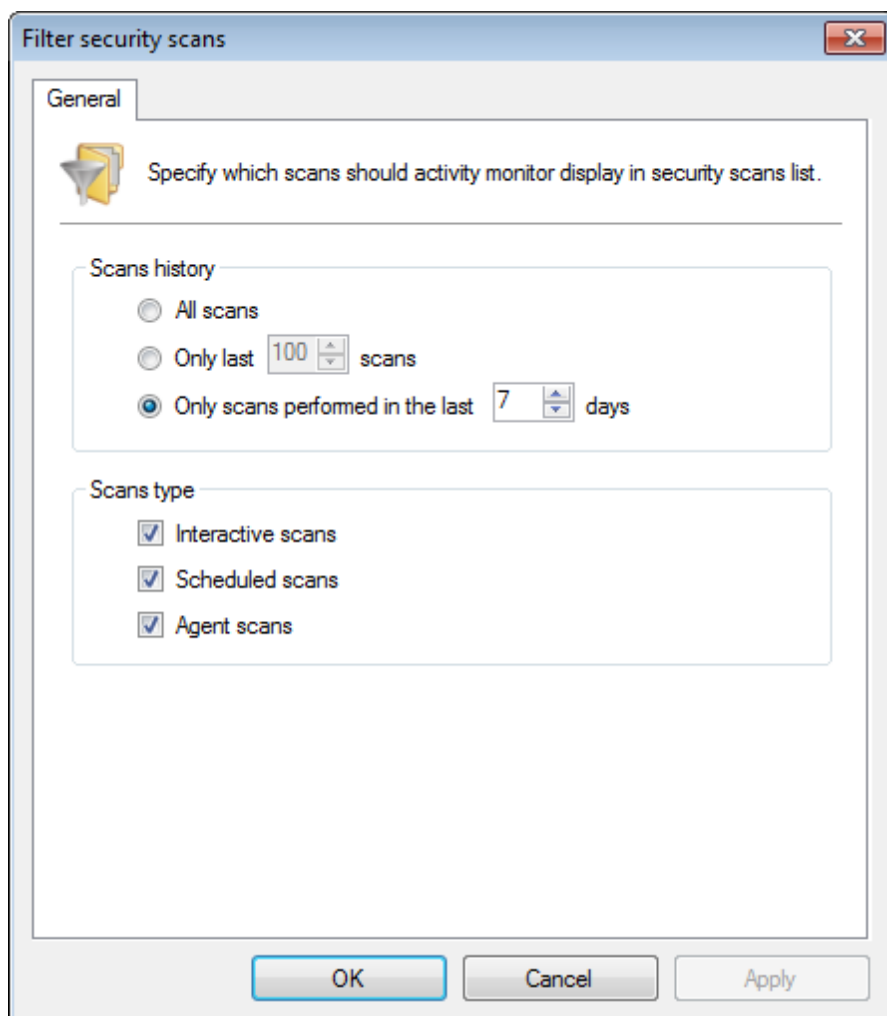 Filter security scans
General
Specify which scans should activity monitor display in security scans list.
Scans history
All scans
Only last 100 scans
Only scans performed in the last 7 days
Scans type
Interactive scans
Scheduled scans
Agent scans
OK Cancel Apply